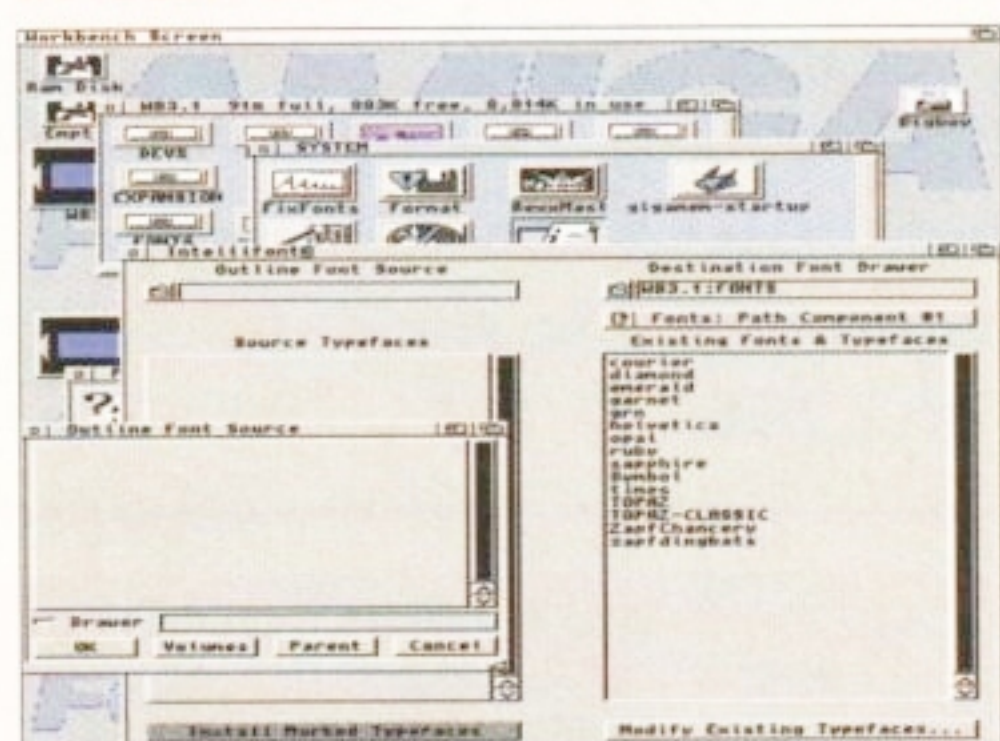 Workbench Screen
Ram Disk
WB3.1 91% full, 883K free, 8,814K in use
DEVS
SYSTEM
EXPANSION
FixFonts
Format
RexxMast
gigamem-startup
FONTS
Intellifonts
Outline Font Source
Destination Font Drawer
WB3.1:FONTS
Fonts: Path Component #1
Source Typefaces
Existing Fonts & Typefaces
courier
diamond
emerald
garnet
helvetica
opal
ruby
sapphire
Symbol
times
TOPAZ
TOPAZ-CLASSIC
ZapfChancery
zapfdingbats
?
Outline Font Source
Drawer
OK
Volumes
Parent
Cancel
Install Marked Typefaces
Modify Existing Typefaces...